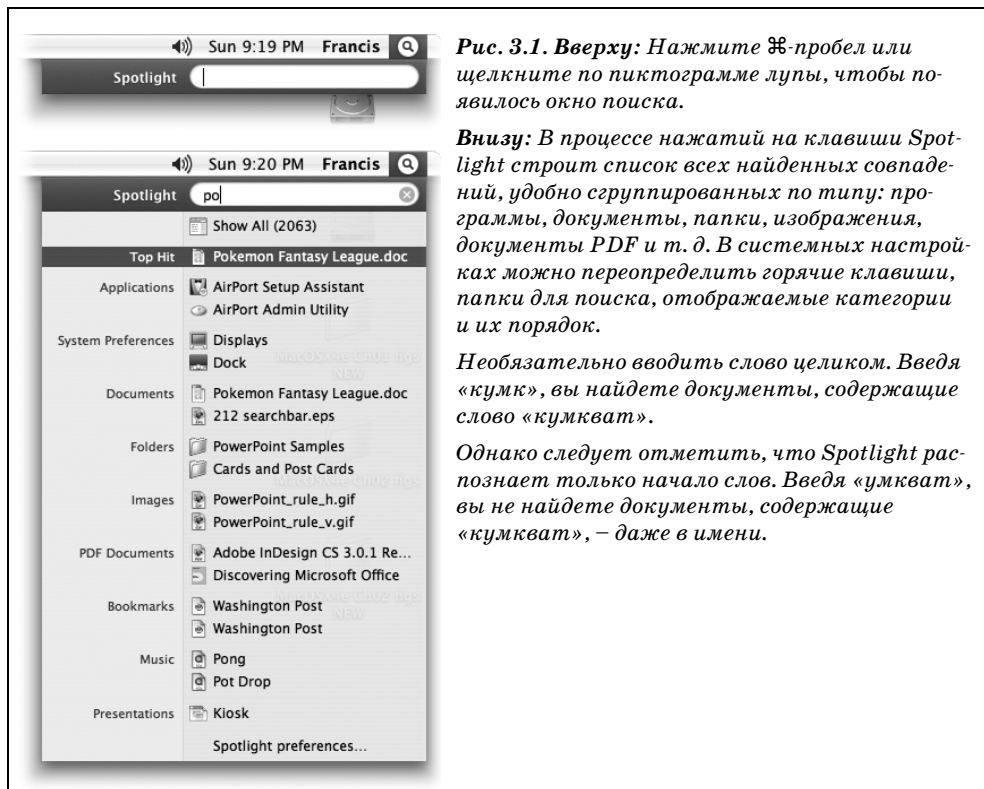 Sun 9:19 PM Francis
Spotlight
Рис. 3.1. Вверху: Нажмите ⌘-пробел или
щелкните по пиктограмме лупы, чтобы по-
явилось окно поиска.
Внизу: В процессе нажатий на клавиши Spot-
light строит список всех найденных совпаде-
ний, удобно сгруппированных по типу: про-
граммы, документы, папки, изображения,
документы PDF и т. д. В системных настрой-
ках можно переопределить горячие клавиши,
папки для поиска, отображаемые категории
и их порядок.
Необязательно вводить слово целиком. Введя
«кумк», вы найдете документы, содержащие
слово «кумкват».
Однако следует отметить, что Spotlight рас-
познает только начало слов. Введя «умкват»,
вы не найдете документы, содержащие
«кумкват», – даже в имени.
Sun 9:20 PM Francis
Spotlight po
Show All (2063)
Top Hit Pokemon Fantasy League.doc
Applications AirPort Setup Assistant
AirPort Admin Utility
System Preferences Displays
Dock
Documents Pokemon Fantasy League.doc
212 searchbar.eps
Folders PowerPoint Samples
Cards and Post Cards
Images PowerPoint_rule_h.gif
PowerPoint_rule_v.gif
PDF Documents Adobe InDesign CS 3.0.1 Re...
Discovering Microsoft Office
Bookmarks Washington Post
Washington Post
Music Pong
Pot Drop
Presentations Kiosk
Spotlight preferences...